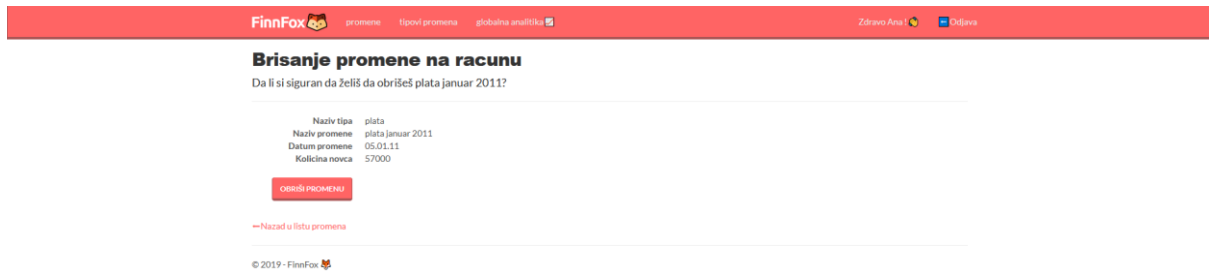 FinnFox promene tipovi promena globalna analitika Zdravo Ana ! Odjava
Brisanje promene na racunu
Da li si siguran da želiš da obrišeš plata januar 2011?
Naziv tipa plata
Naziv promene plata januar 2011
Datum promene 05.01.11
Kolicina novca 57000
OBRIŠI PROMENU
Nazad u listu promena
© 2019 - FinnFox